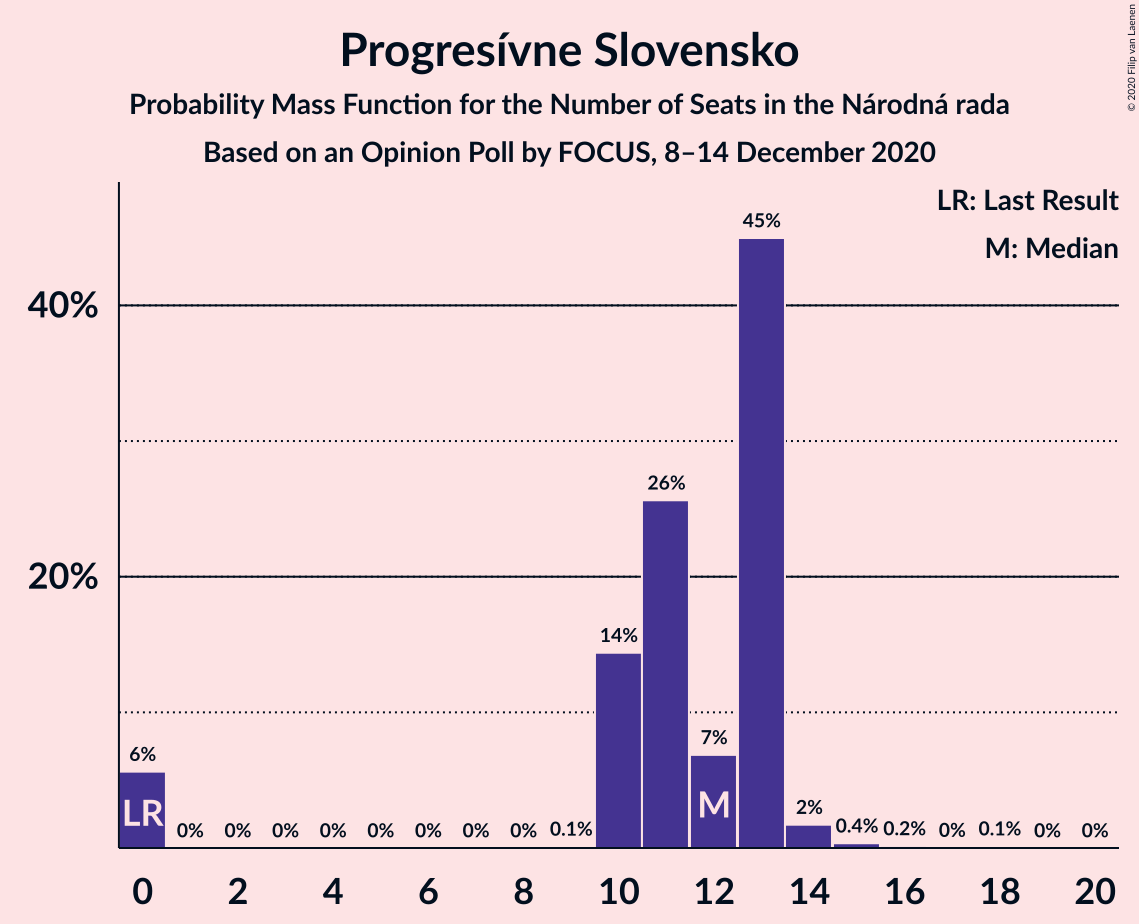 Progresívne Slovensko
Probability Mass Function for the Number of Seats in the Národná rada
Based on an Opinion Poll by FOCUS, 8–14 December 2020
© 2020 Filip van Laenen
LR: Last Result
M: Median
45%
40%
26%
20%
14%
7%
6%
2%
0% 0% 0% 0% 0% 0% 0% 0% 0.1% 0.4% 0.2% 0% 0.1% 0% 0%
LR M
0 2 4 6 8 10 12 14 16 18 20